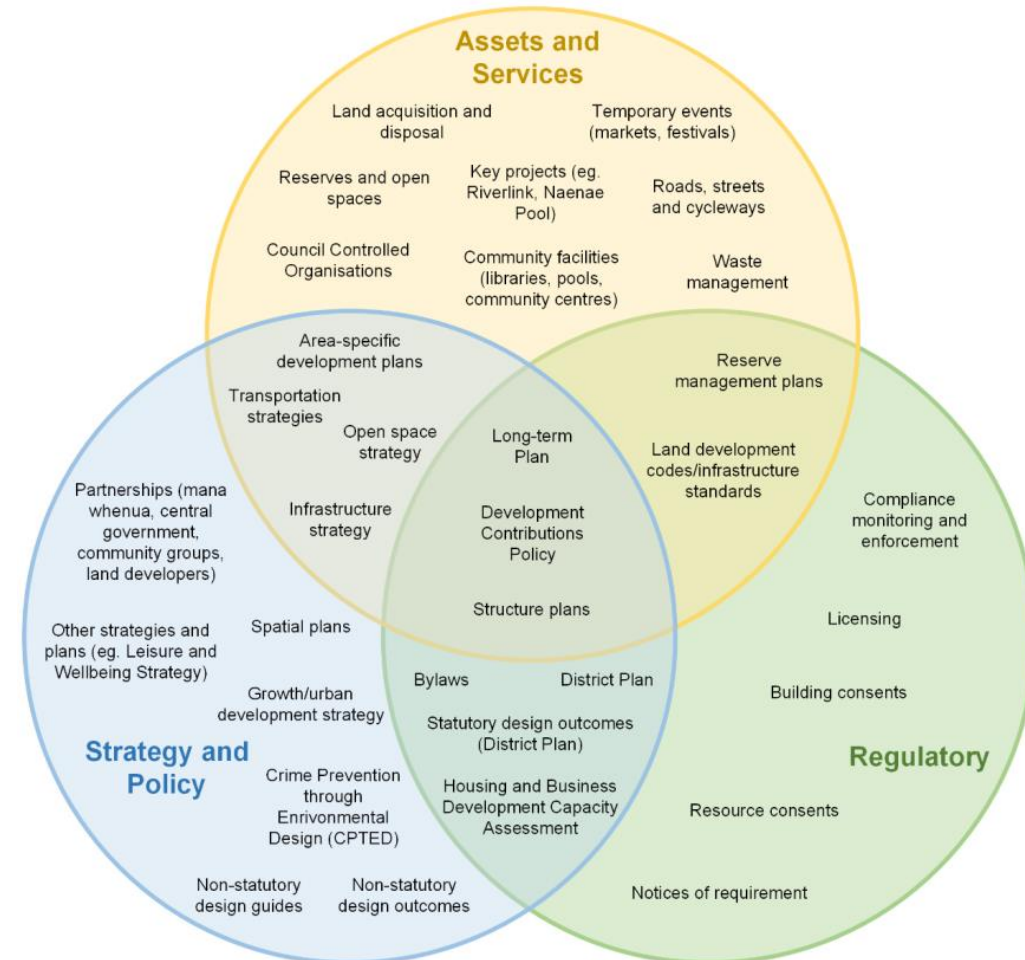 Assets and
Services
Land acquisition and
disposal
Temporary events
(markets, festivals)
Reserves and open
spaces
Key projects (eg.
Riverlink, Naenae
Pool)
Roads, streets
and cycleways
Council Controlled
Organisations
Community facilities
(libraries, pools,
community centres)
Waste
management
Area-specific
development plans
Transportation
strategies
Open space
strategy
Infrastructure
strategy
Long-term
Plan
Development
Contributions
Policy
Structure plans
Reserve
management plans
Land development
codes/infrastructure
standards
Partnerships (mana
whenua, central
government,
community groups,
land developers)
Other strategies and
plans (eg. Leisure and
Wellbeing Strategy)
Spatial plans
Growth/urban
development strategy
Strategy and
Policy
Crime Prevention
through
Enrivonmental
Design (CPTED)
Non-statutory
design guides
Non-statutory
design outcomes
Bylaws
District Plan
Statutory design outcomes
(District Plan)
Housing and Business
Development Capacity
Assessment
Compliance
monitoring and
enforcement
Licensing
Building consents
Regulatory
Resource consents
Notices of requirement